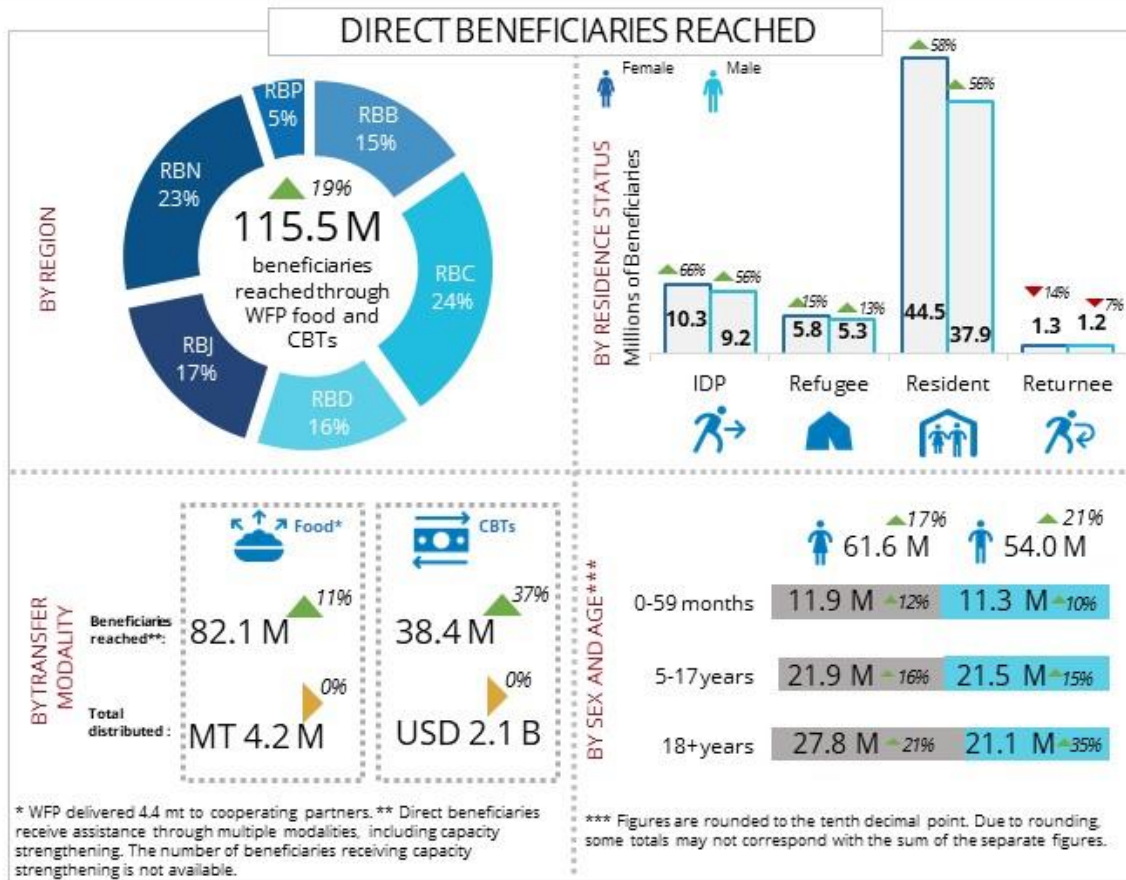 DIRECT BENEFICIARIES REACHED
BY REGION
RBP
5%
RBB
15%
RBN
23%
RBC
24%
RBJ
17%
RBD
16%
19%
115.5 M
beneficiaries
reached through
WFP food and
CBTs
BY RESIDENCE STATUS
Millions of Beneficiaries
Female
Male
66%
56%
15%
13%
58%
56%
14%
7%
10.3
9.2
5.8
5.3
44.5
37.9
1.3
1.2
IDP
Refugee
Resident
Returnee
BY TRANSFER
MODALITY
Food*
CBTs
Beneficiaries
reached**:
11%
82.1 M
37%
38.4 M
Total
distributed :
0%
MT 4.2 M
0%
USD 2.1 B
* WFP delivered 4.4 mt to cooperating partners. ** Direct beneficiaries
receive assistance through multiple modalities, including capacity
strengthening. The number of beneficiaries receiving capacity
strengthening is not available.
BY SEX AND AGE***
17%
61.6 M
21%
54.0 M
0-59 months
11.9 M 12%
11.3 M 10%
5-17 years
21.9 M 16%
21.5 M 15%
18+ years
27.8 M 21%
21.1 M 35%
*** Figures are rounded to the tenth decimal point. Due to rounding,
some totals may not correspond with the sum of the separate figures.